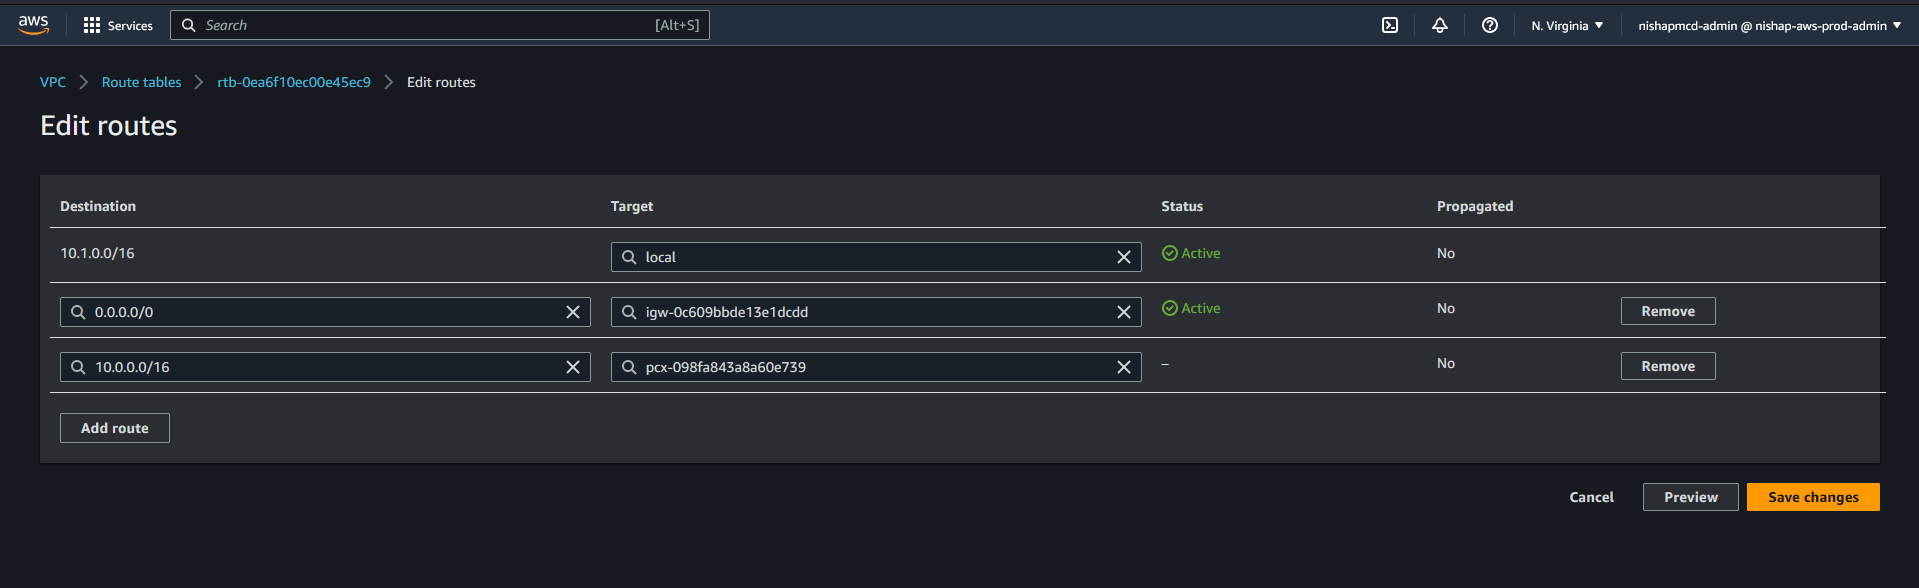 aws Services Search [Alt+S] N. Virginia nishapmcd-admin @ nishap-aws-prod-admin
VPC Route tables rtb-0ea6f10ec00e45ec9 Edit routes
Edit routes
Destination Target Status Propagated
10.1.0.0/16 local Active No
0.0.0.0/0 igw-0c609bbde13e1dcdd Active No Remove
10.0.0.0/16 pcx-098fa843a8a60e739 – No Remove
Add route
Cancel Preview Save changes